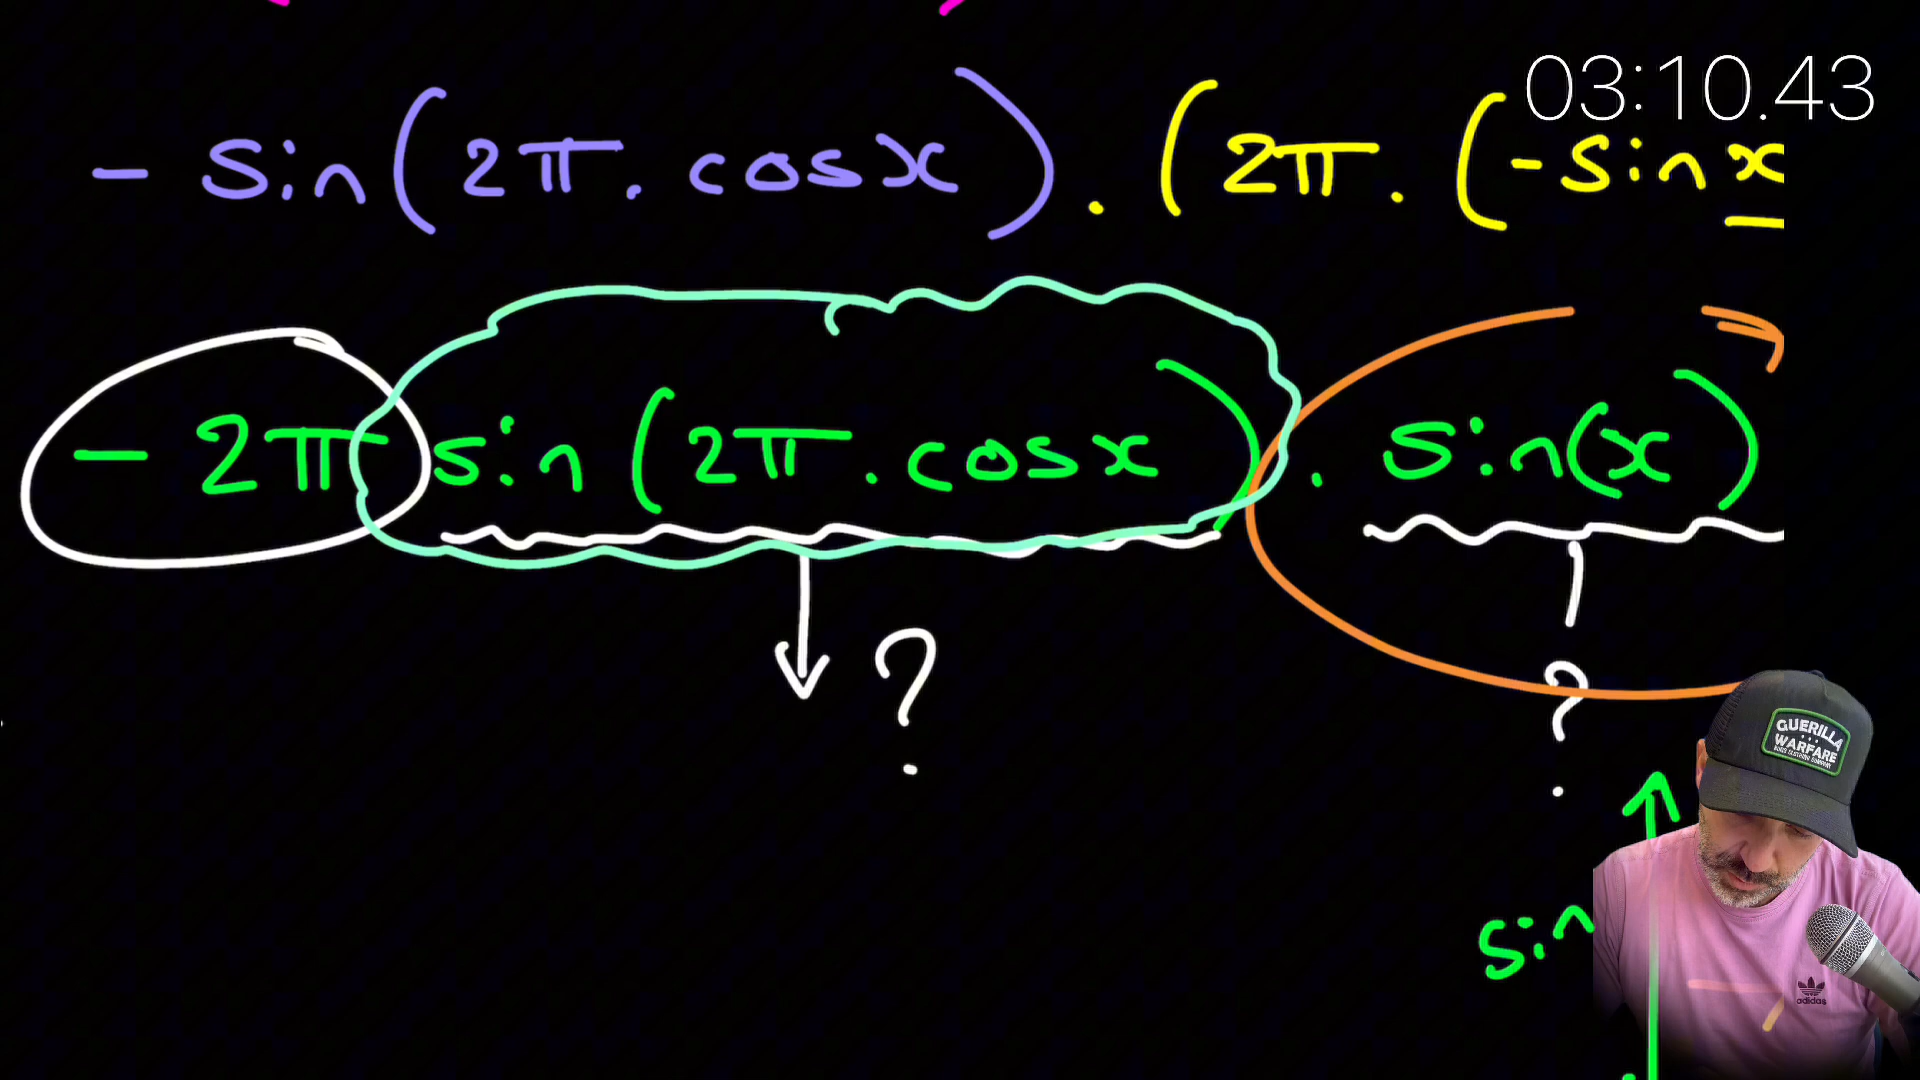 03:10.43
- sin(2π.cosx).(2π.(-sinx
- 2π sin(2π.cosx).sin(x)
? ?
GUERILLA
WARFARE
sin
adidas